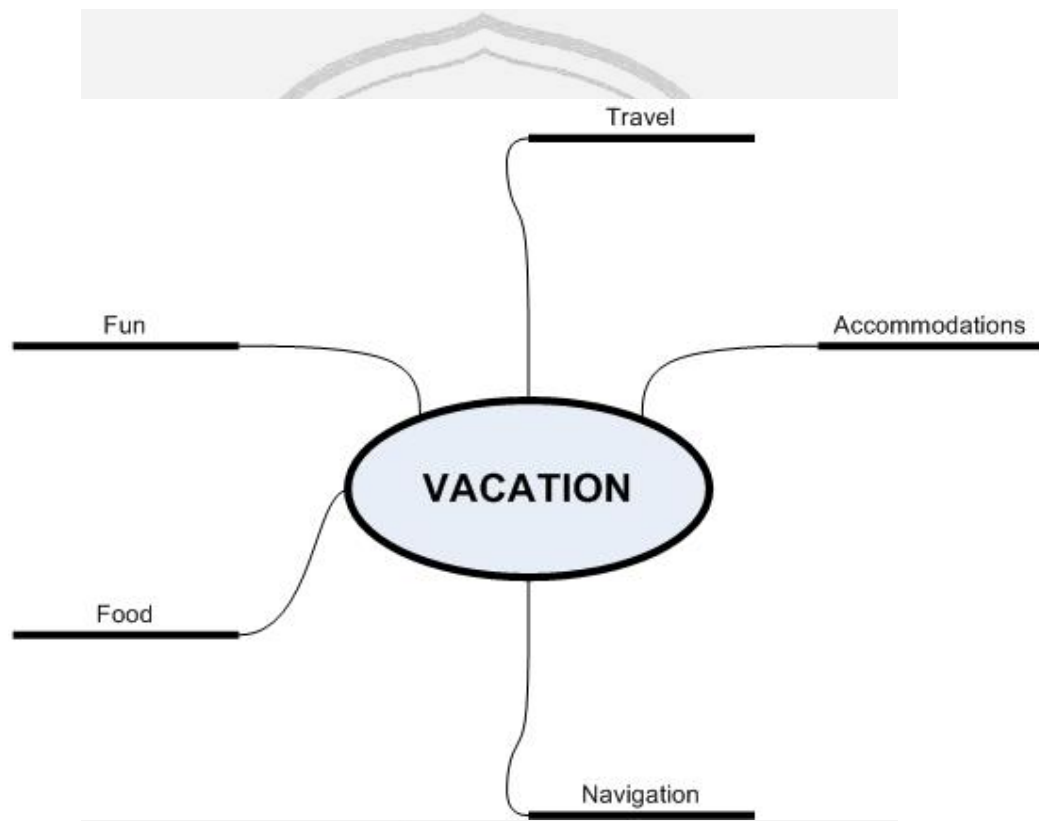 Travel
Fun
Accommodations
VACATION
Food
Navigation